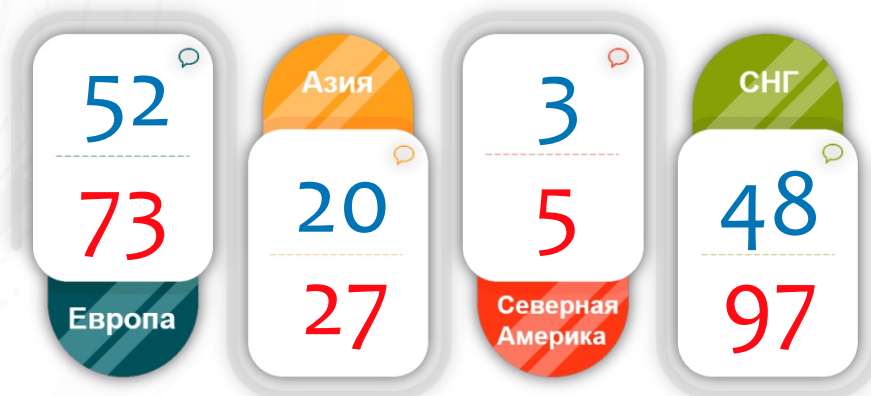 52
73
Европа
Азия
20
27
3
5
Северная
Америка
СНГ
48
97